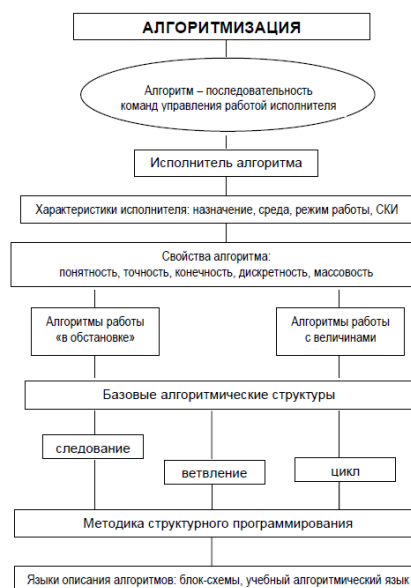 АЛГОРИТМИЗАЦИЯ
Алгоритм – последовательность
команд управления работой исполнителя
Исполнитель алгоритма
Характеристики исполнителя: назначение, среда, режим работы, СКИ
Свойства алгоритма:
понятность, точность, конечность, дискретность, массовость
Алгоритмы работы
«в обстановке»
Алгоритмы работы
с величинами
Базовые алгоритмические структуры
следование
ветвление
цикл
Методика структурного программирования
Языки описания алгоритмов: блок-схемы, учебный алгоритмический язык